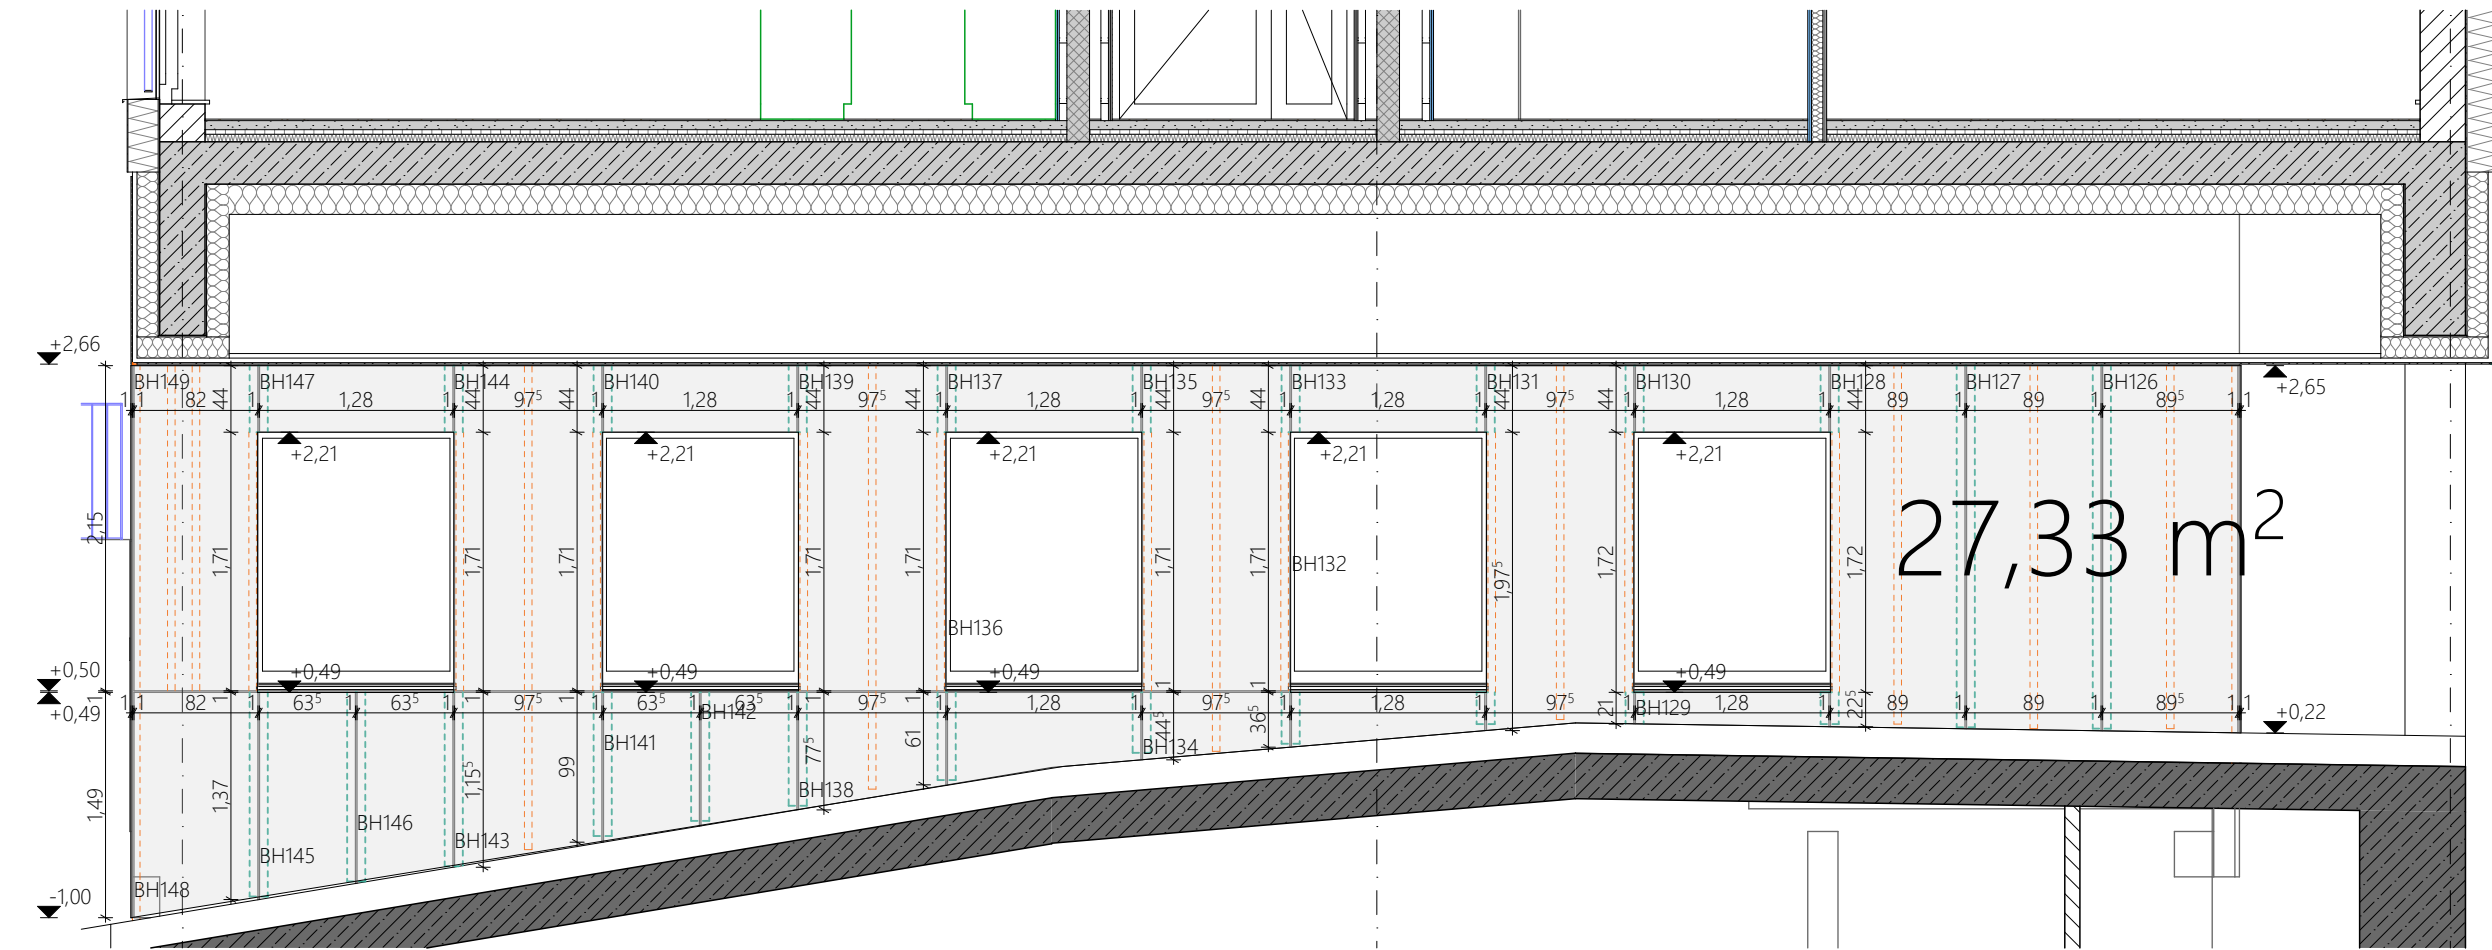 +2,66
BH149 BH147 BH144 BH140 BH139 BH137 BH135 BH133 BH131 BH130 BH128 BH127 BH126
+2,65
1 1 82 1 1,28 1 97⁵ 1 1,28 1 97⁵ 1 1,28 1 97⁵ 1 1,28 1 97⁵ 1 1,28 1 89 1 89 1 89⁵ 1 1
44 44 44 44 44 44 44 44 44 44
+2,21 +2,21 +2,21 +2,21 +2,21
2,15 1,71 1,71 1,71 1,71 1,71 1,71 1,71 1,97⁵ 1,72 1,72
27,33 m²
BH132
BH136
+0,50
+0,49 +0,49 +0,49 +0,49
1 1 1 1 1 1 1
+0,49
1 1 82 1 63⁵ 1 63⁵ 1 97⁵ 1 63⁵ 1 63⁵ 1 97⁵ 1 1,28 1 97⁵ 1 1,28 1 97⁵ 1 1,28 1 89 1 89 1 89⁵ 1 1
+0,22
BH142 BH129
BH141 BH134
1,49 1,37 1,15⁵ 99 77⁵ 61 44⁵ 36⁵ 21 22⁵
BH138
BH146
BH143
BH145
BH148
-1,00